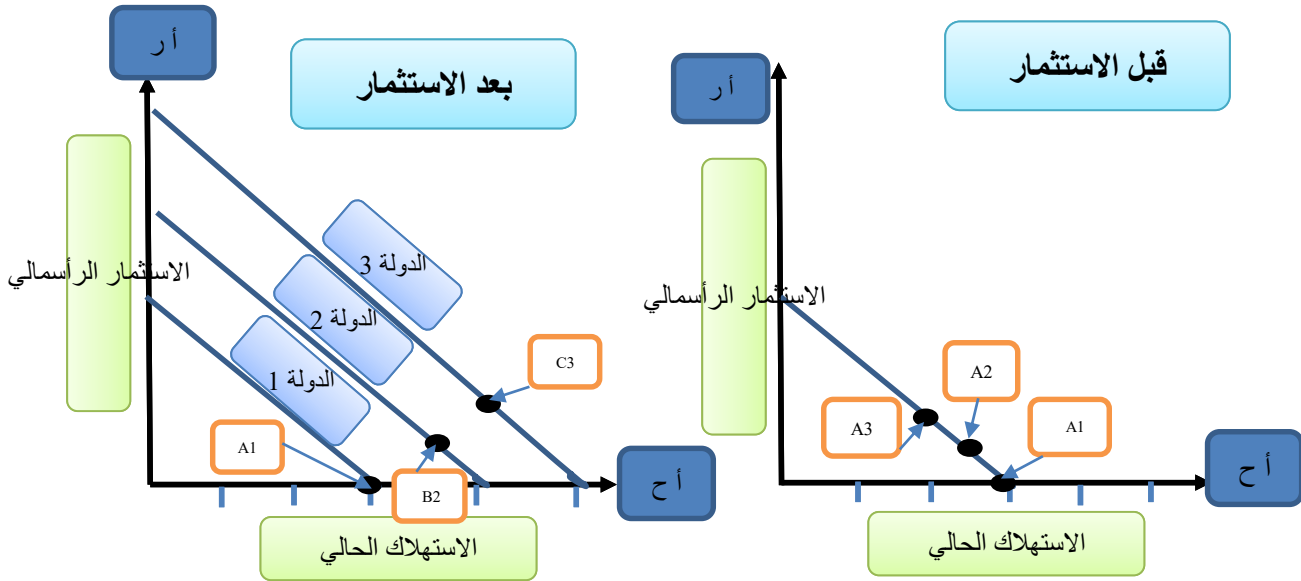 قبل الاستثمار
أ ر
الاستثمار الرأسمالي
A2
A3
A1
أ ح
الاستهلاك الحالي
أ ر
بعد الاستثمار
الاستثمار الرأسمالي
الدولة 3
الدولة 2
الدولة 1
C3
A1
B2
أ ح
الاستهلاك الحالي